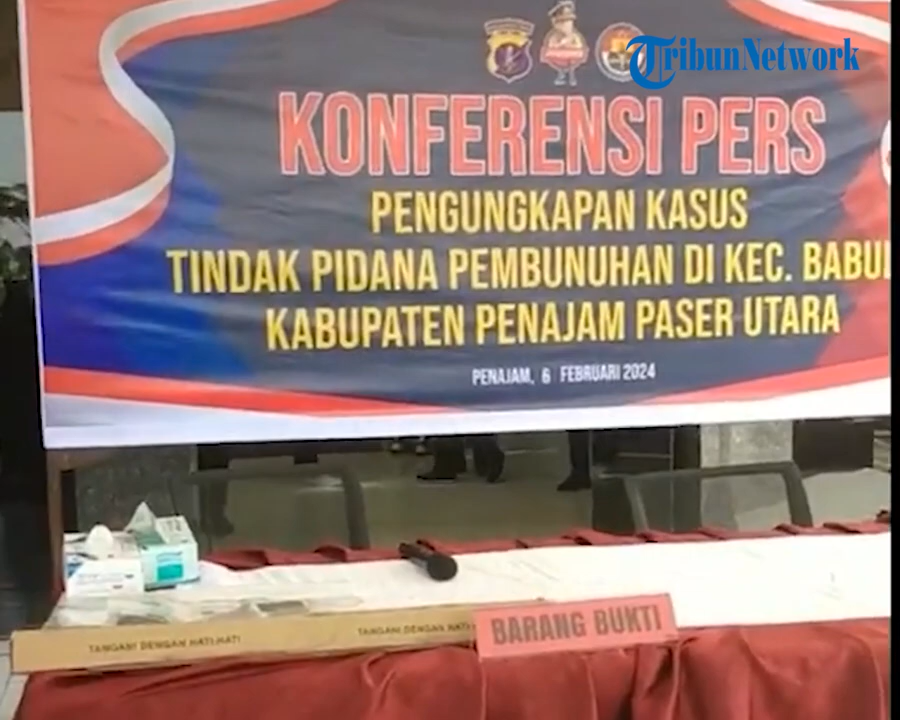 TribunNetwork
KONFERENSI PERS
PENGUNGKAPAN KASUS
TINDAK PIDANA PEMBUNUHAN DI KEC. BABUL
KABUPATEN PENAJAM PASER UTARA
PENAJAM, 6 FEBRUARI 2024
TANGANI DENGAN HATI-HATI
TANGANI DENGAN HATI-
BARANG BUKTI